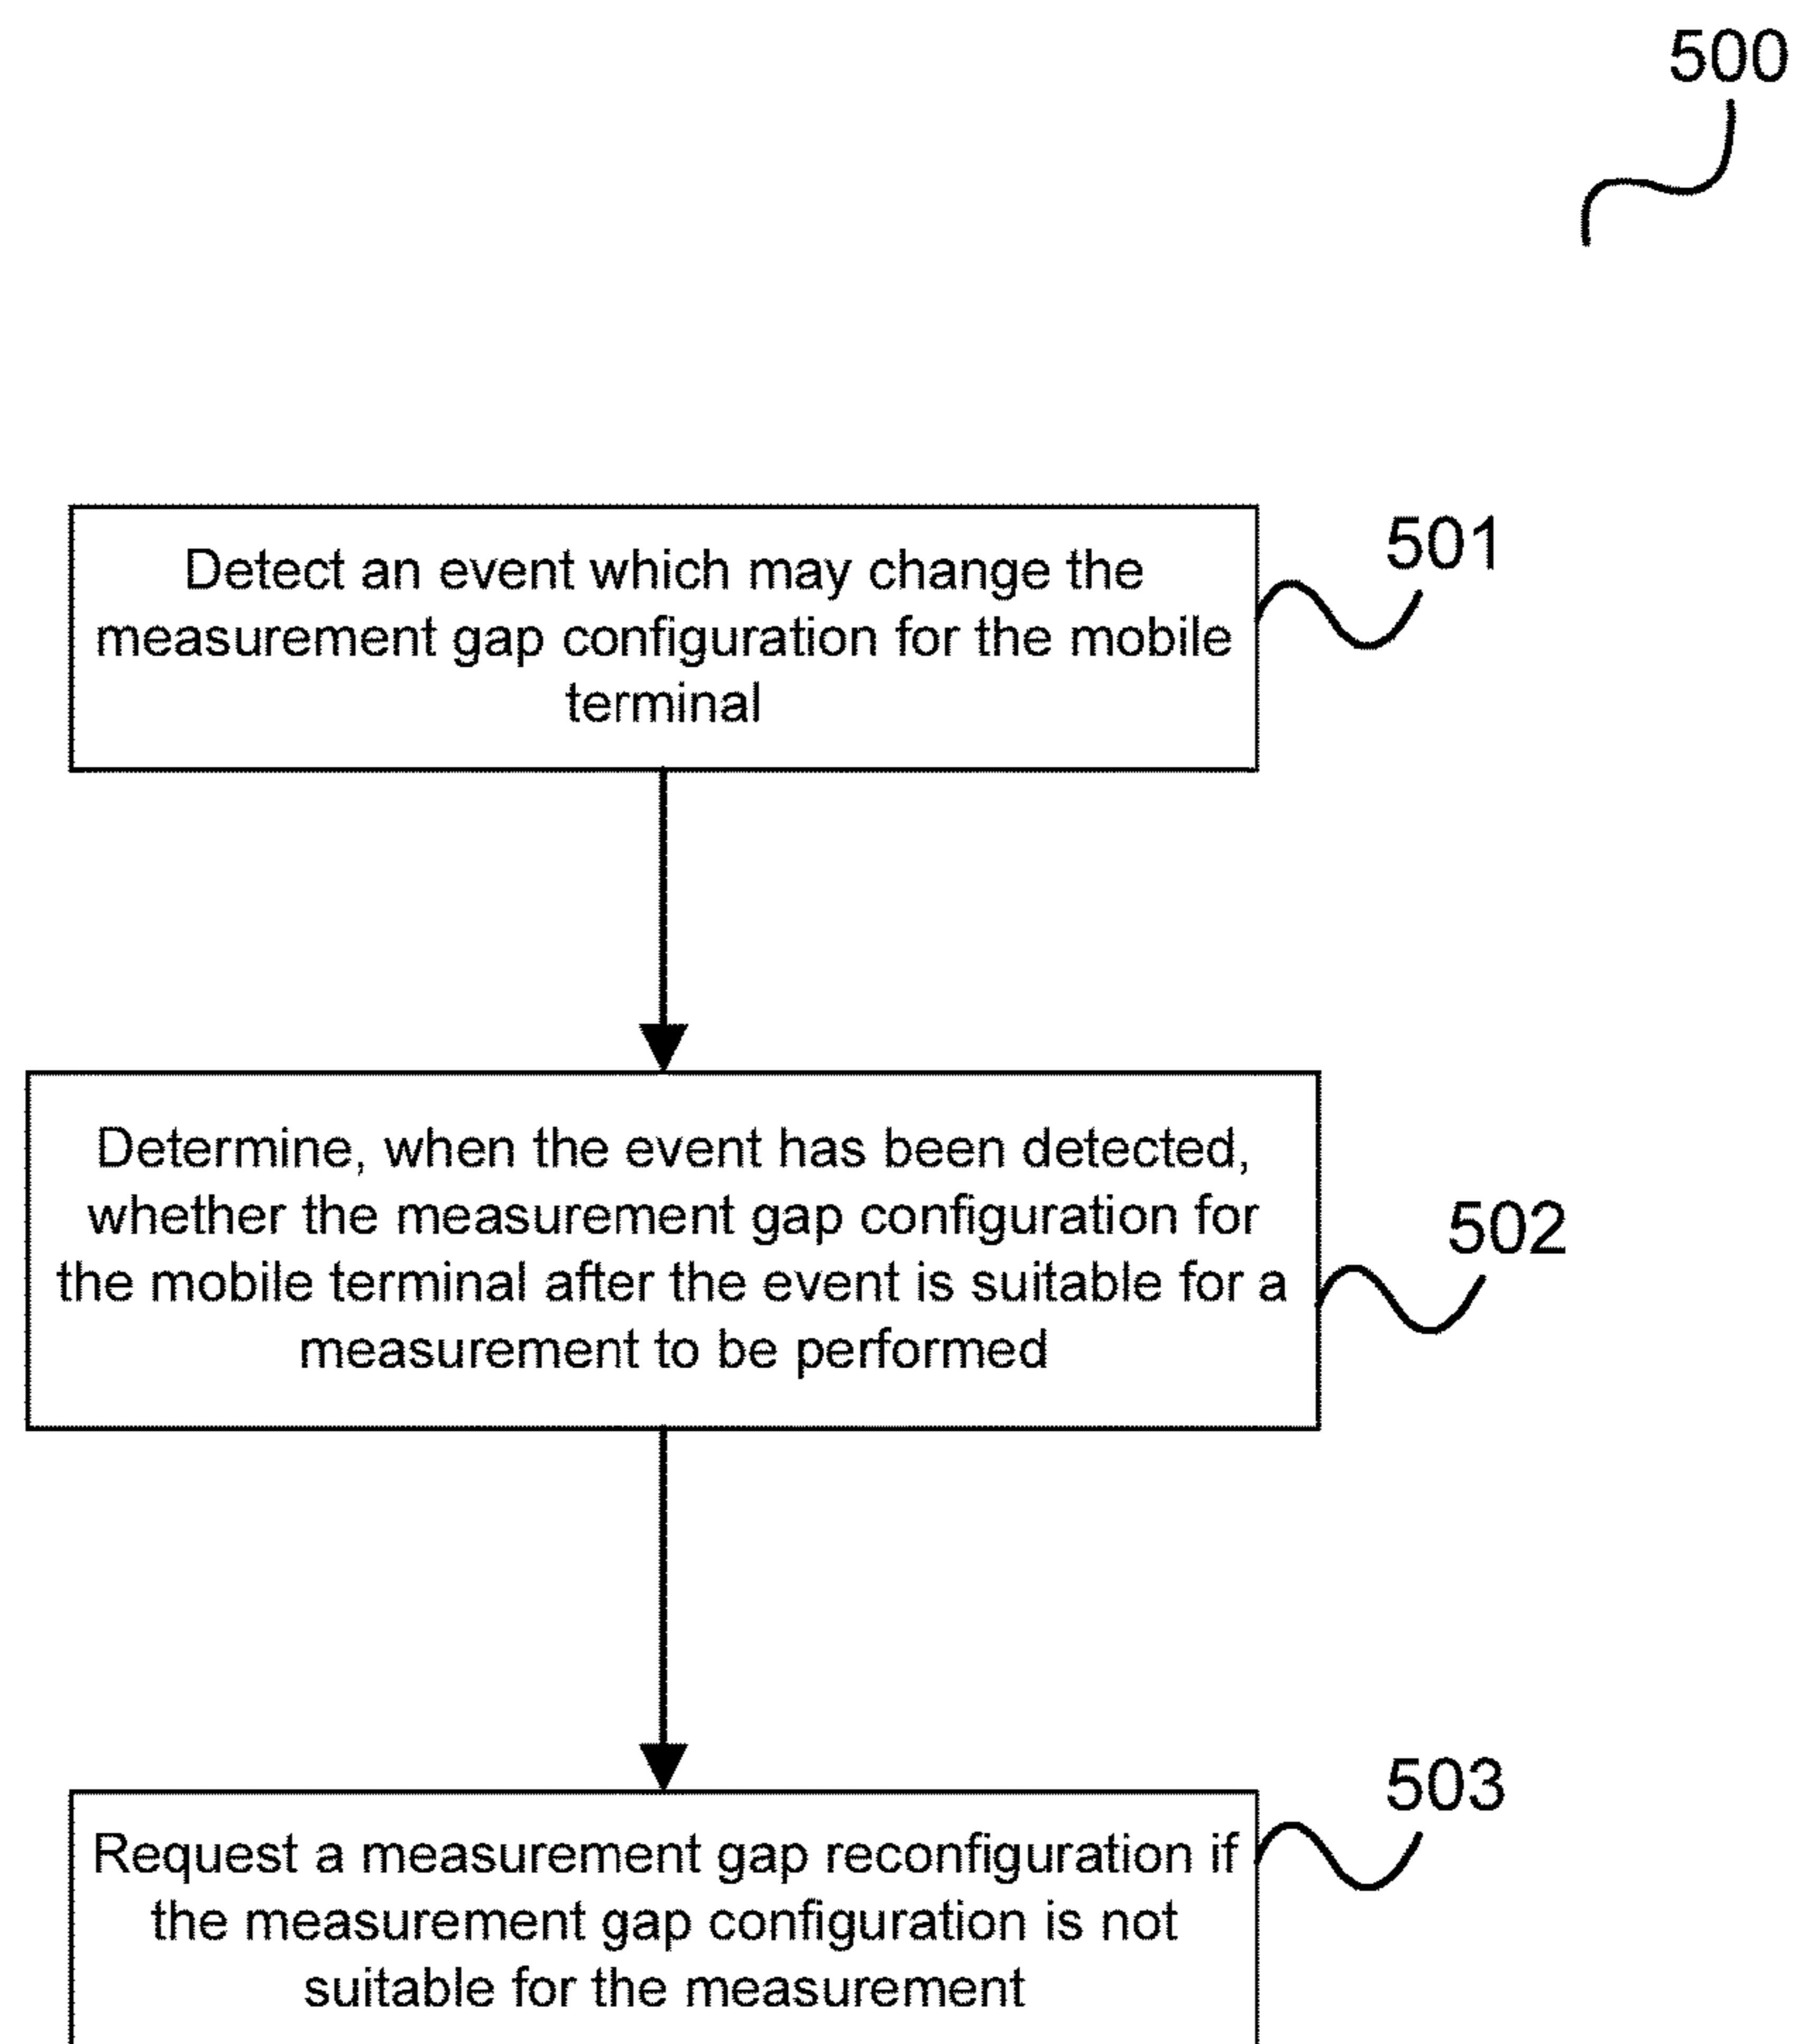 500
Detect an event which may change the
measurement gap configuration for the mobile
terminal
501
Determine, when the event has been detected,
whether the measurement gap configuration for
the mobile terminal after the event is suitable for a
measurement to be performed
502
Request a measurement gap reconfiguration if
the measurement gap configuration is not
suitable for the measurement
503